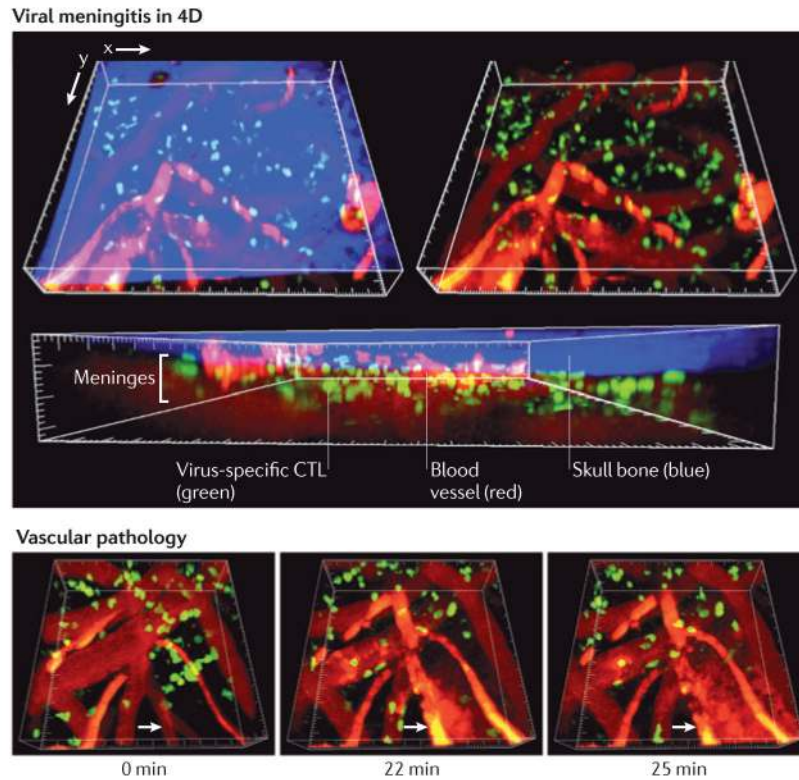 Viral meningitis in 4D
x
y
Meninges
Virus-specific CTL
(green)
Blood
vessel (red)
Skull bone (blue)
Vascular pathology
0 min
22 min
25 min